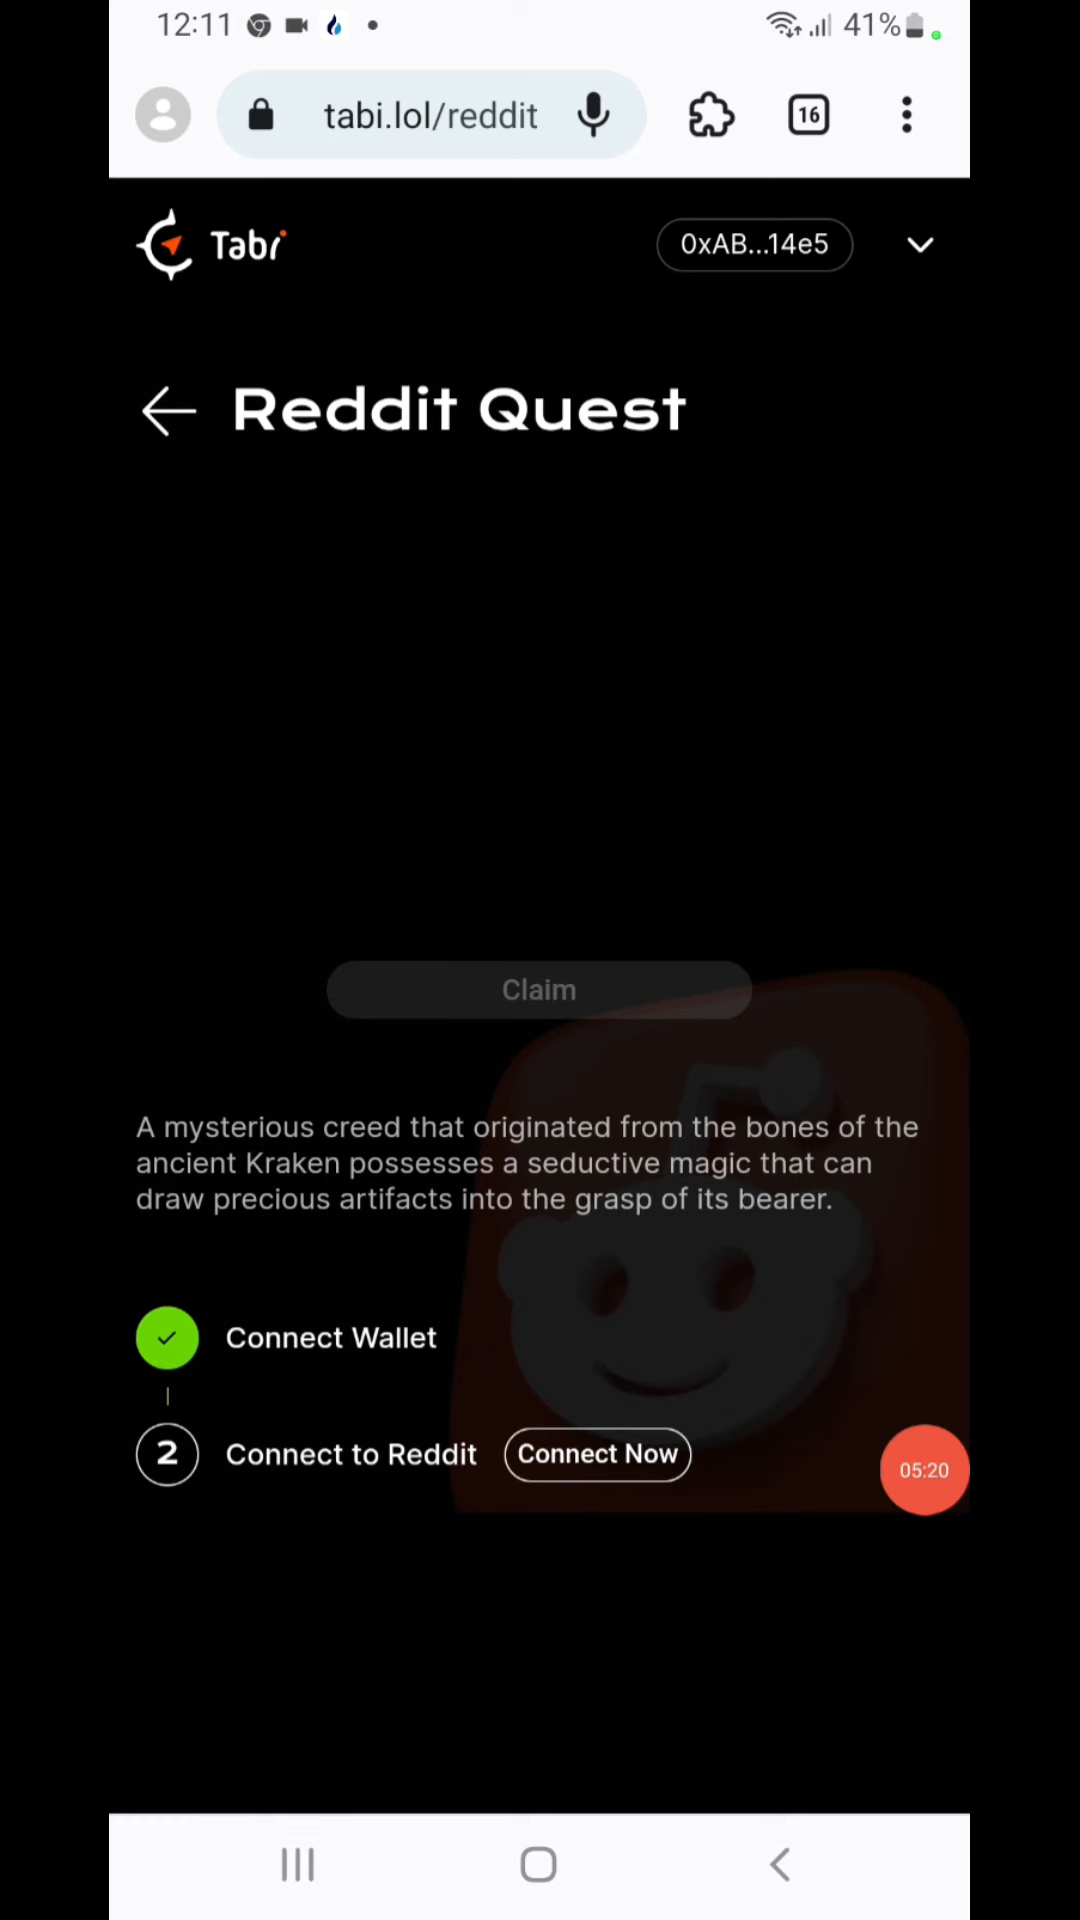 12:11
41%
tabi.lol/reddit
16
Tabi
0xAB...14e5
Reddit Quest
Claim
A mysterious creed that originated from the bones of the
ancient Kraken possesses a seductive magic that can
draw precious artifacts into the grasp of its bearer.
Connect Wallet
2 Connect to Reddit Connect Now
05:20